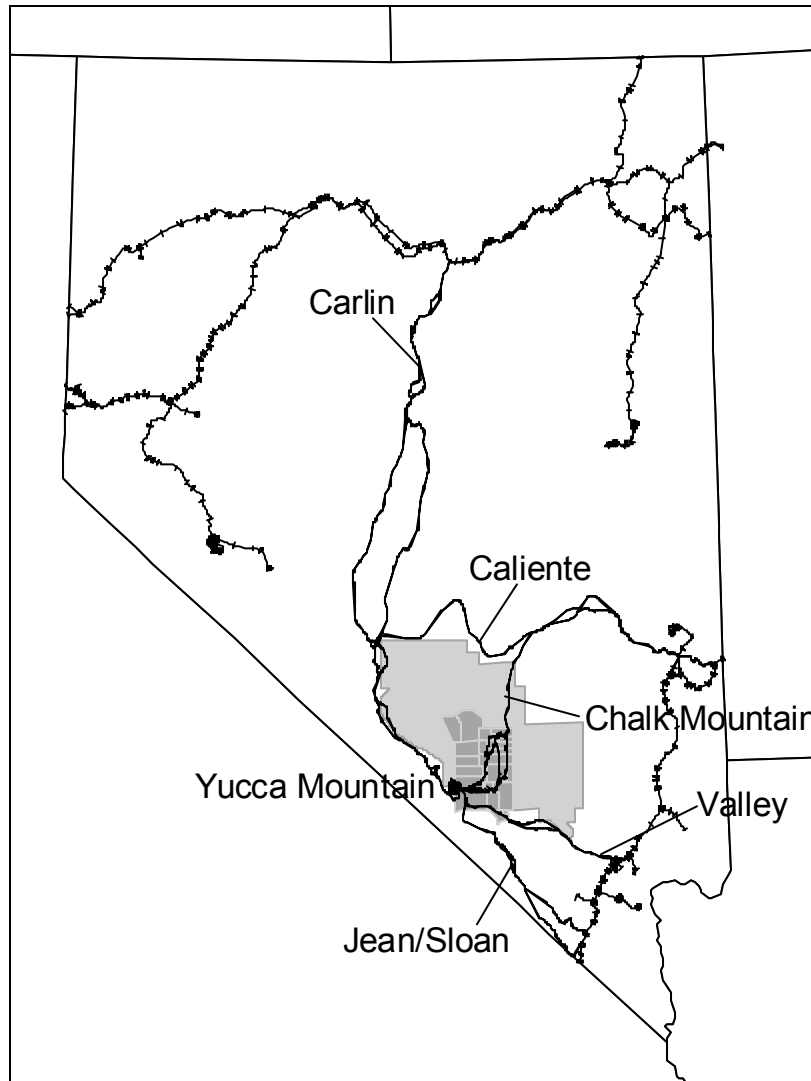 Carlin
Caliente
Chalk Mountain
Yucca Mountain
Valley
Jean/Sloan